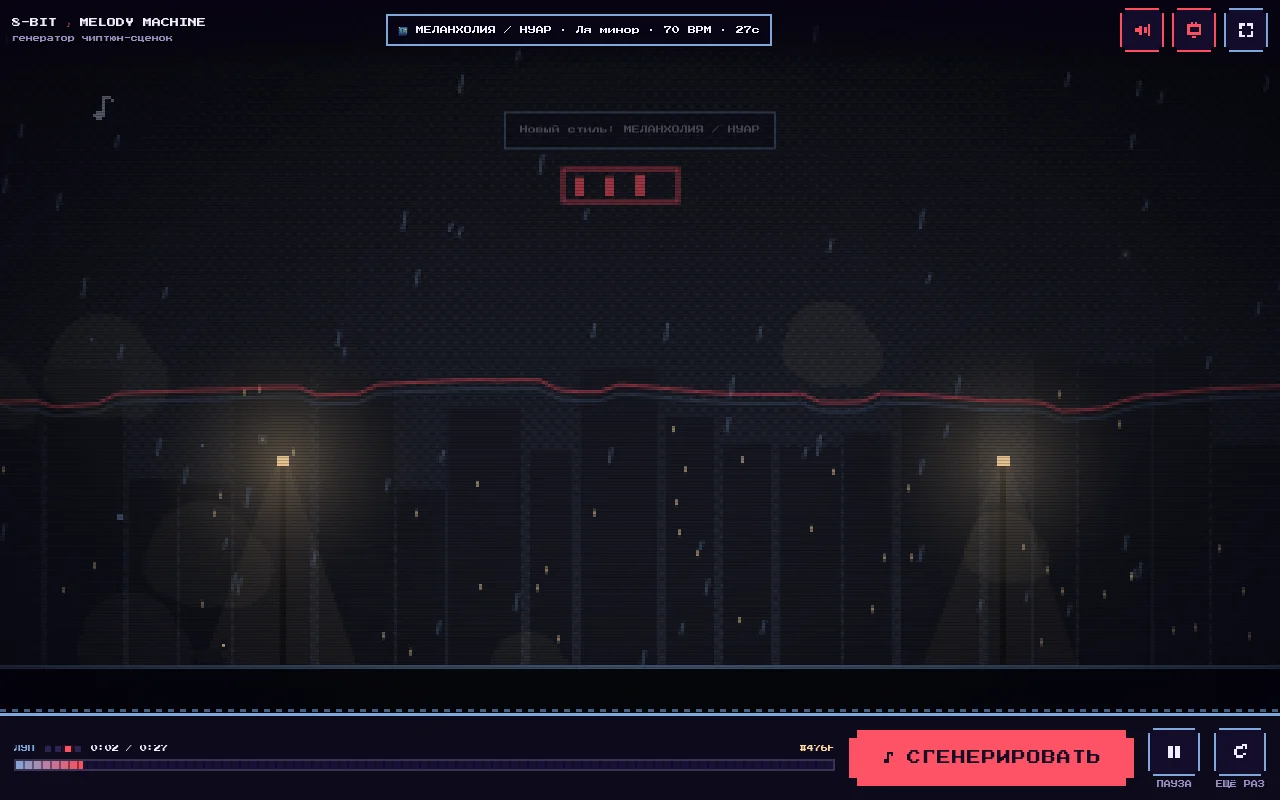 8-BIT ♪ MELODY MACHINE
генератор чиптюн-сценок
МЕЛАНХОЛИЯ / НУАР · Ля минор · 70 BPM · 27с
Новый стиль: МЕЛАНХОЛИЯ / НУАР
ЛУП 0:02 / 0:27
#476F
♪ СГЕНЕРИРОВАТЬ
ПАУЗА
ЕЩЁ РАЗ